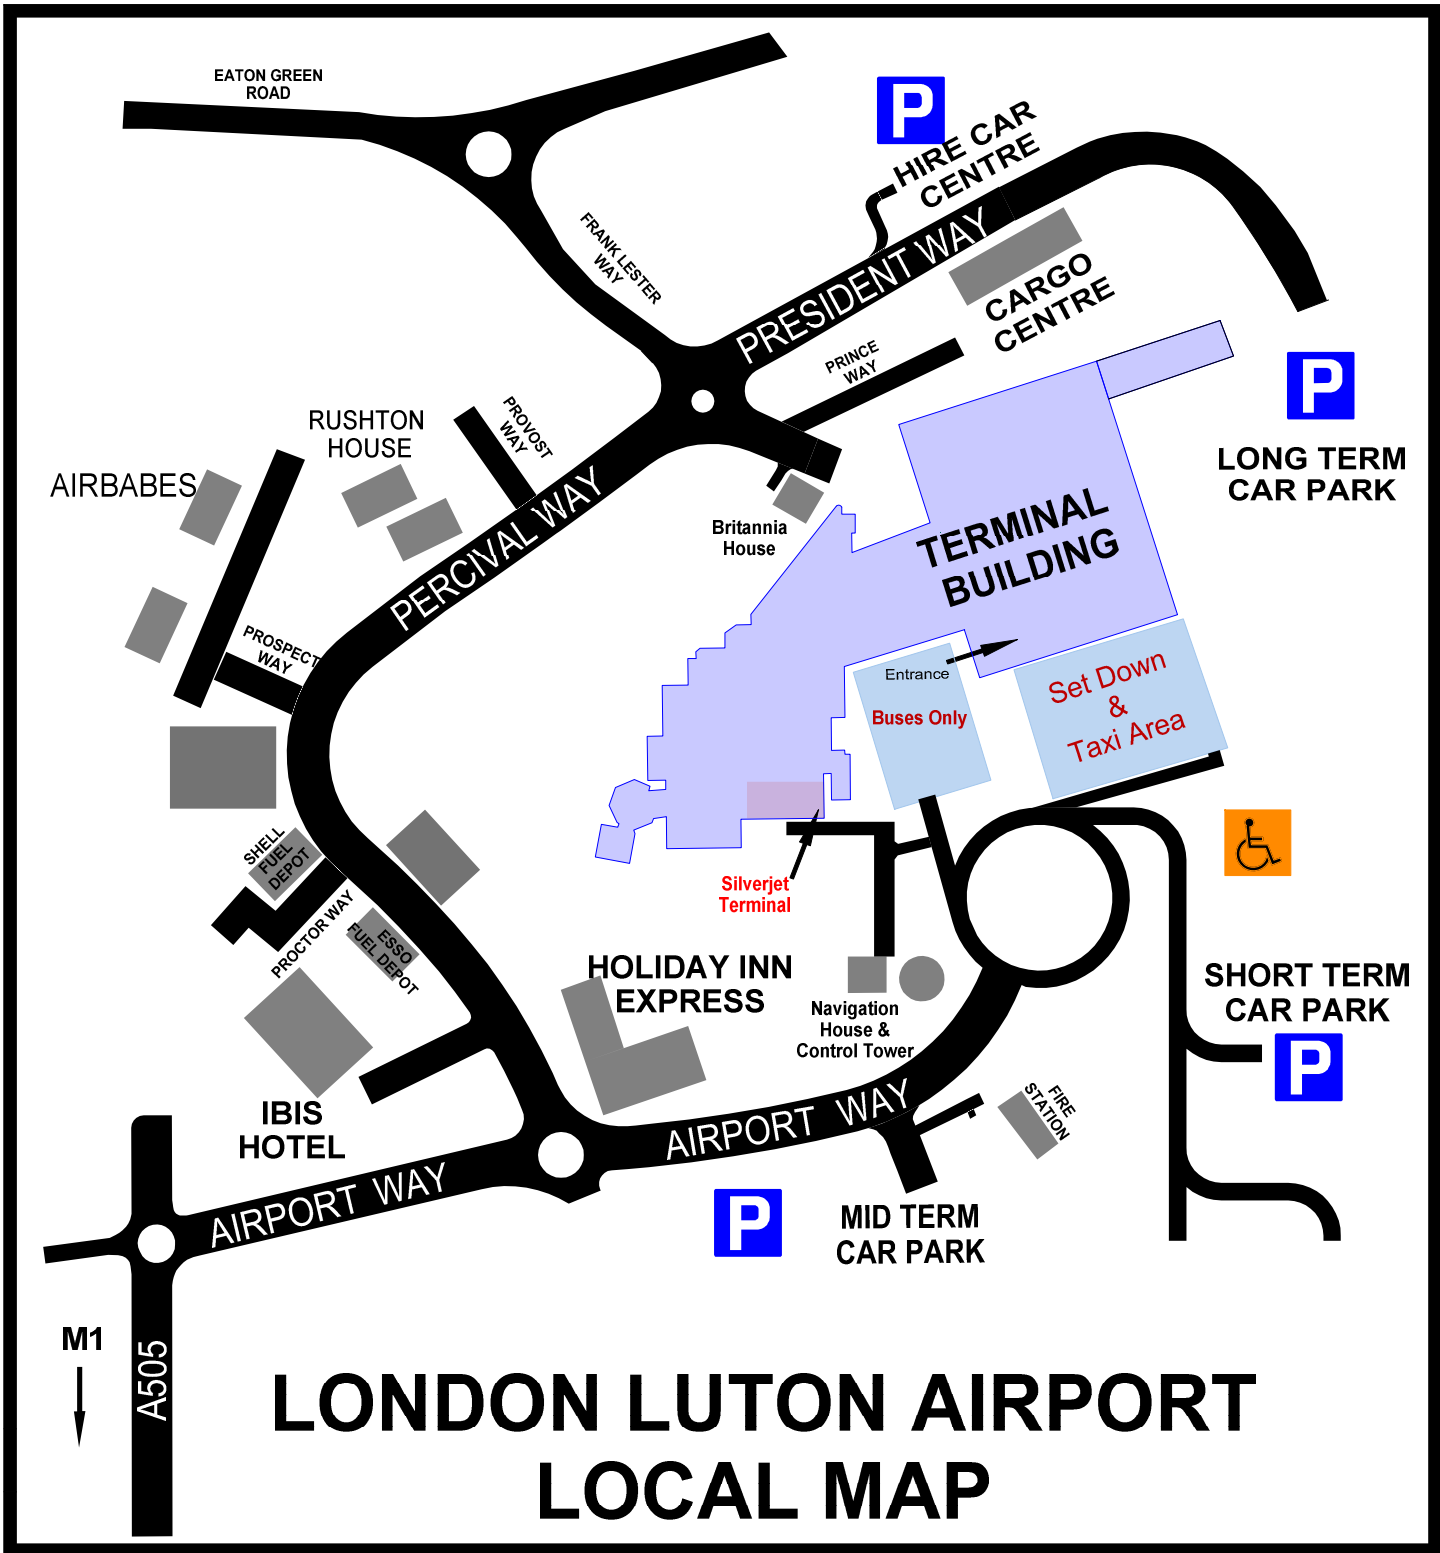 EATON GREEN
ROAD
P
HIRE CAR
CENTRE
FRANK LESTER
WAY
PRESIDENT WAY
CARGO
CENTRE
PRINCE
WAY
P
LONG TERM
CAR PARK
PROVOST
WAY
RUSHTON
HOUSE
AIRBABES
PERCIVAL WAY
Britannia
House
TERMINAL
BUILDING
PROSPECT
WAY
Entrance
Buses Only
Set Down
&
Taxi Area
SHELL
FUEL
DEPOT
PROCTOR WAY
ESSO
FUEL DEPOT
Silverjet
Terminal
HOLIDAY INN
EXPRESS
Navigation
House &
Control Tower
SHORT TERM
CAR PARK
P
IBIS
HOTEL
AIRPORT WAY
AIRPORT WAY
FIRE
STATION
P
MID TERM
CAR PARK
M1
A505
LONDON LUTON AIRPORT
LOCAL MAP